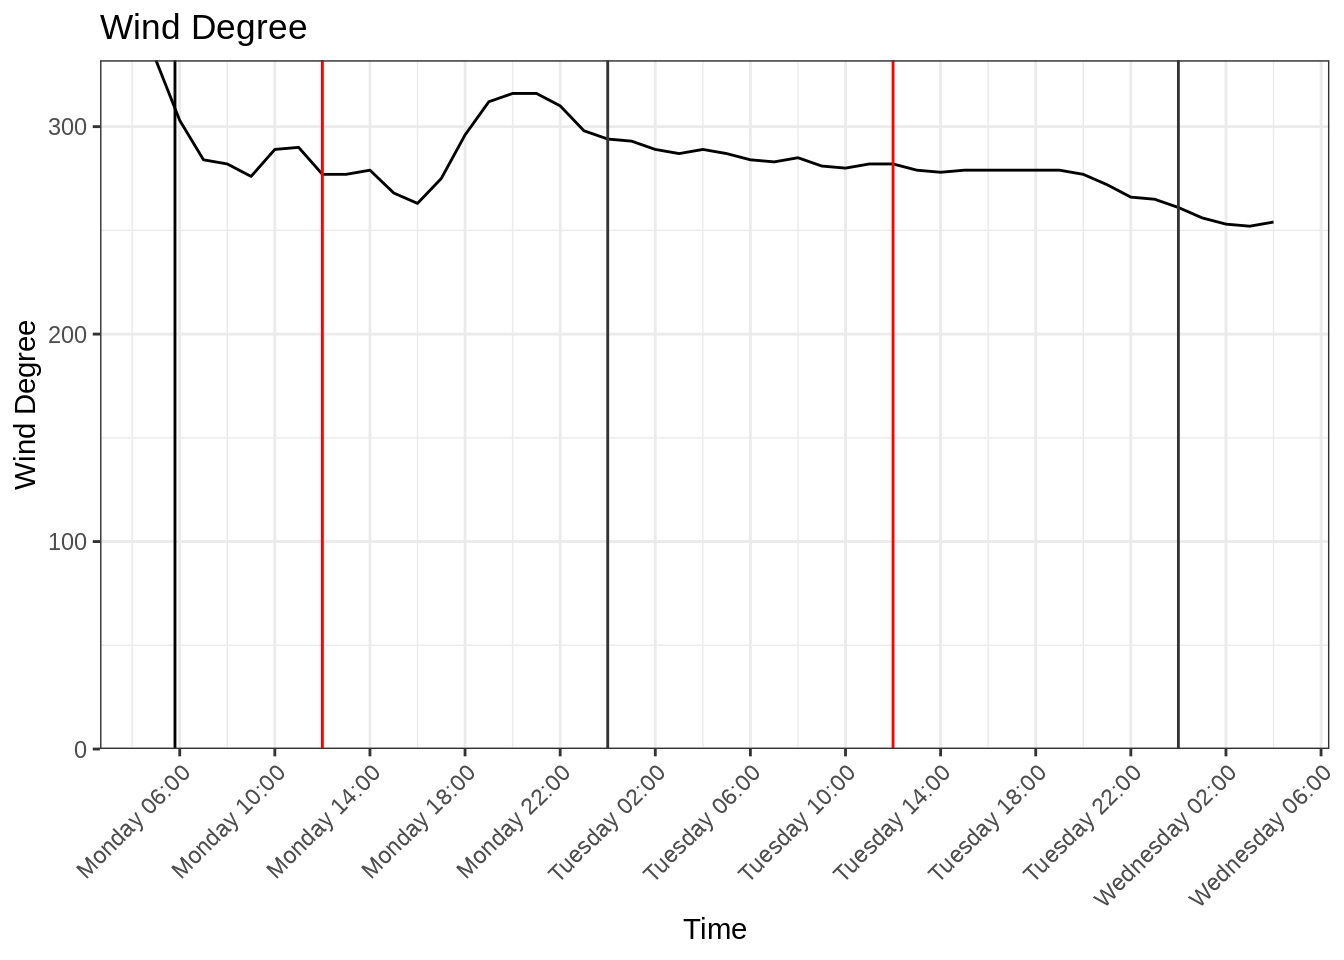 Wind Degree
Wind Degree
300
200
100
0
Monday 06:00
Monday 10:00
Monday 14:00
Monday 18:00
Monday 22:00
Tuesday 02:00
Tuesday 06:00
Tuesday 10:00
Tuesday 14:00
Tuesday 18:00
Tuesday 22:00
Wednesday 02:00
Wednesday 06:00
Time